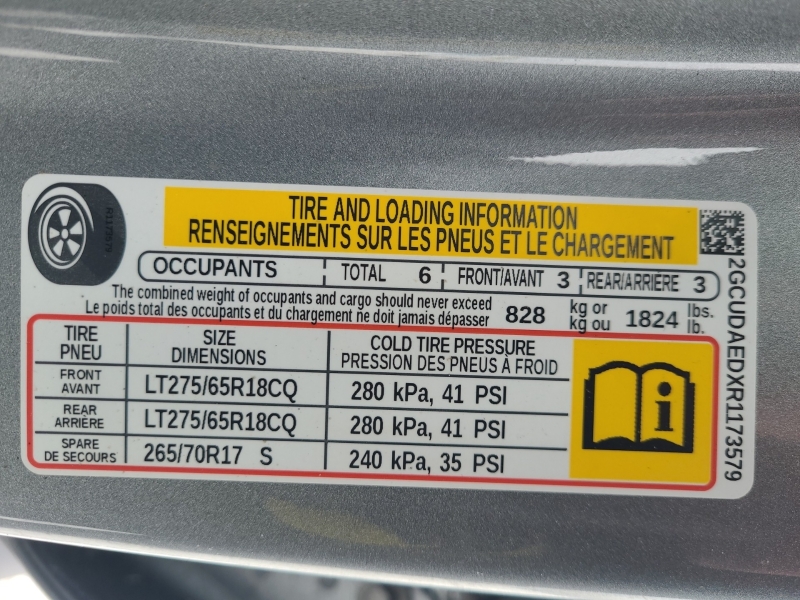 TIRE AND LOADING INFORMATION
RENSEIGNEMENTS SUR LES PNEUS ET LE CHARGEMENT
OCCUPANTS TOTAL 6 FRONT/AVANT 3 REAR/ARRIÈRE 3
The combined weight of occupants and cargo should never exceed
Le poids total des occupants et du chargement ne doit jamais dépasser
828 kg or kg ou 1824 lbs. lb.
TIRE PNEU
SIZE DIMENSIONS
COLD TIRE PRESSURE
PRESSION DES PNEUS À FROID
FRONT AVANT LT275/65R18CQ 280 kPa, 41 PSI
REAR ARRIÈRE LT275/65R18CQ 280 kPa, 41 PSI
SPARE DE SECOURS 265/70R17 S 240 kPa, 35 PSI
i
2GCUDAEDXR1173579
R1173579